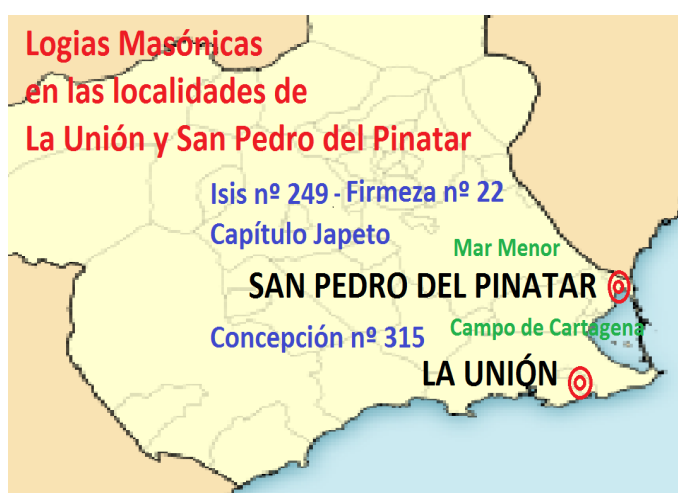 Logias Masónicas
en las localidades de
La Unión y San Pedro del Pinatar
Isis nº 249 - Firmeza nº 22
Capítulo Japeto
Mar Menor
SAN PEDRO DEL PINATAR
Campo de Cartagena
Concepción nº 315
LA UNIÓN